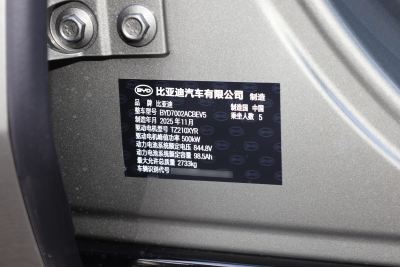 BYD
BYD 比亚迪汽车有限公司 制造
品 牌 比亚迪 制造国 中国
整车型号 BYD7002ACBEV5 乘坐人数 5
制造年月 2025 年 11月
驱动电机型号 TZ210XYR
驱动电机峰值功率 500kW
动力电池系统额定电压 644.8V
动力电池系统额定容量 98.5Ah
最大允许总质量 2733kg
车辆识别代号